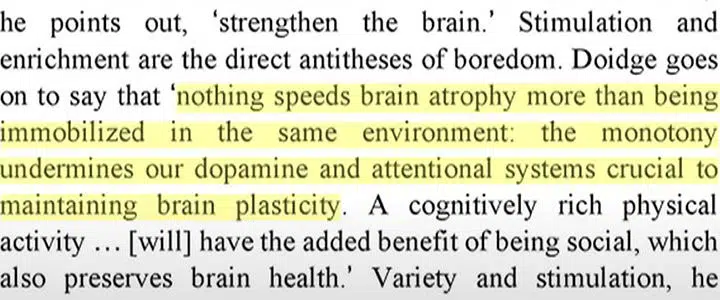 he points out, ‘strengthen the brain.’ Stimulation and
enrichment are the direct antitheses of boredom. Doidge goes
on to say that ‘nothing speeds brain atrophy more than being
immobilized in the same environment: the monotony
undermines our dopamine and attentional systems crucial to
maintaining brain plasticity. A cognitively rich physical
activity … [will] have the added benefit of being social, which
also preserves brain health.’ Variety and stimulation, he